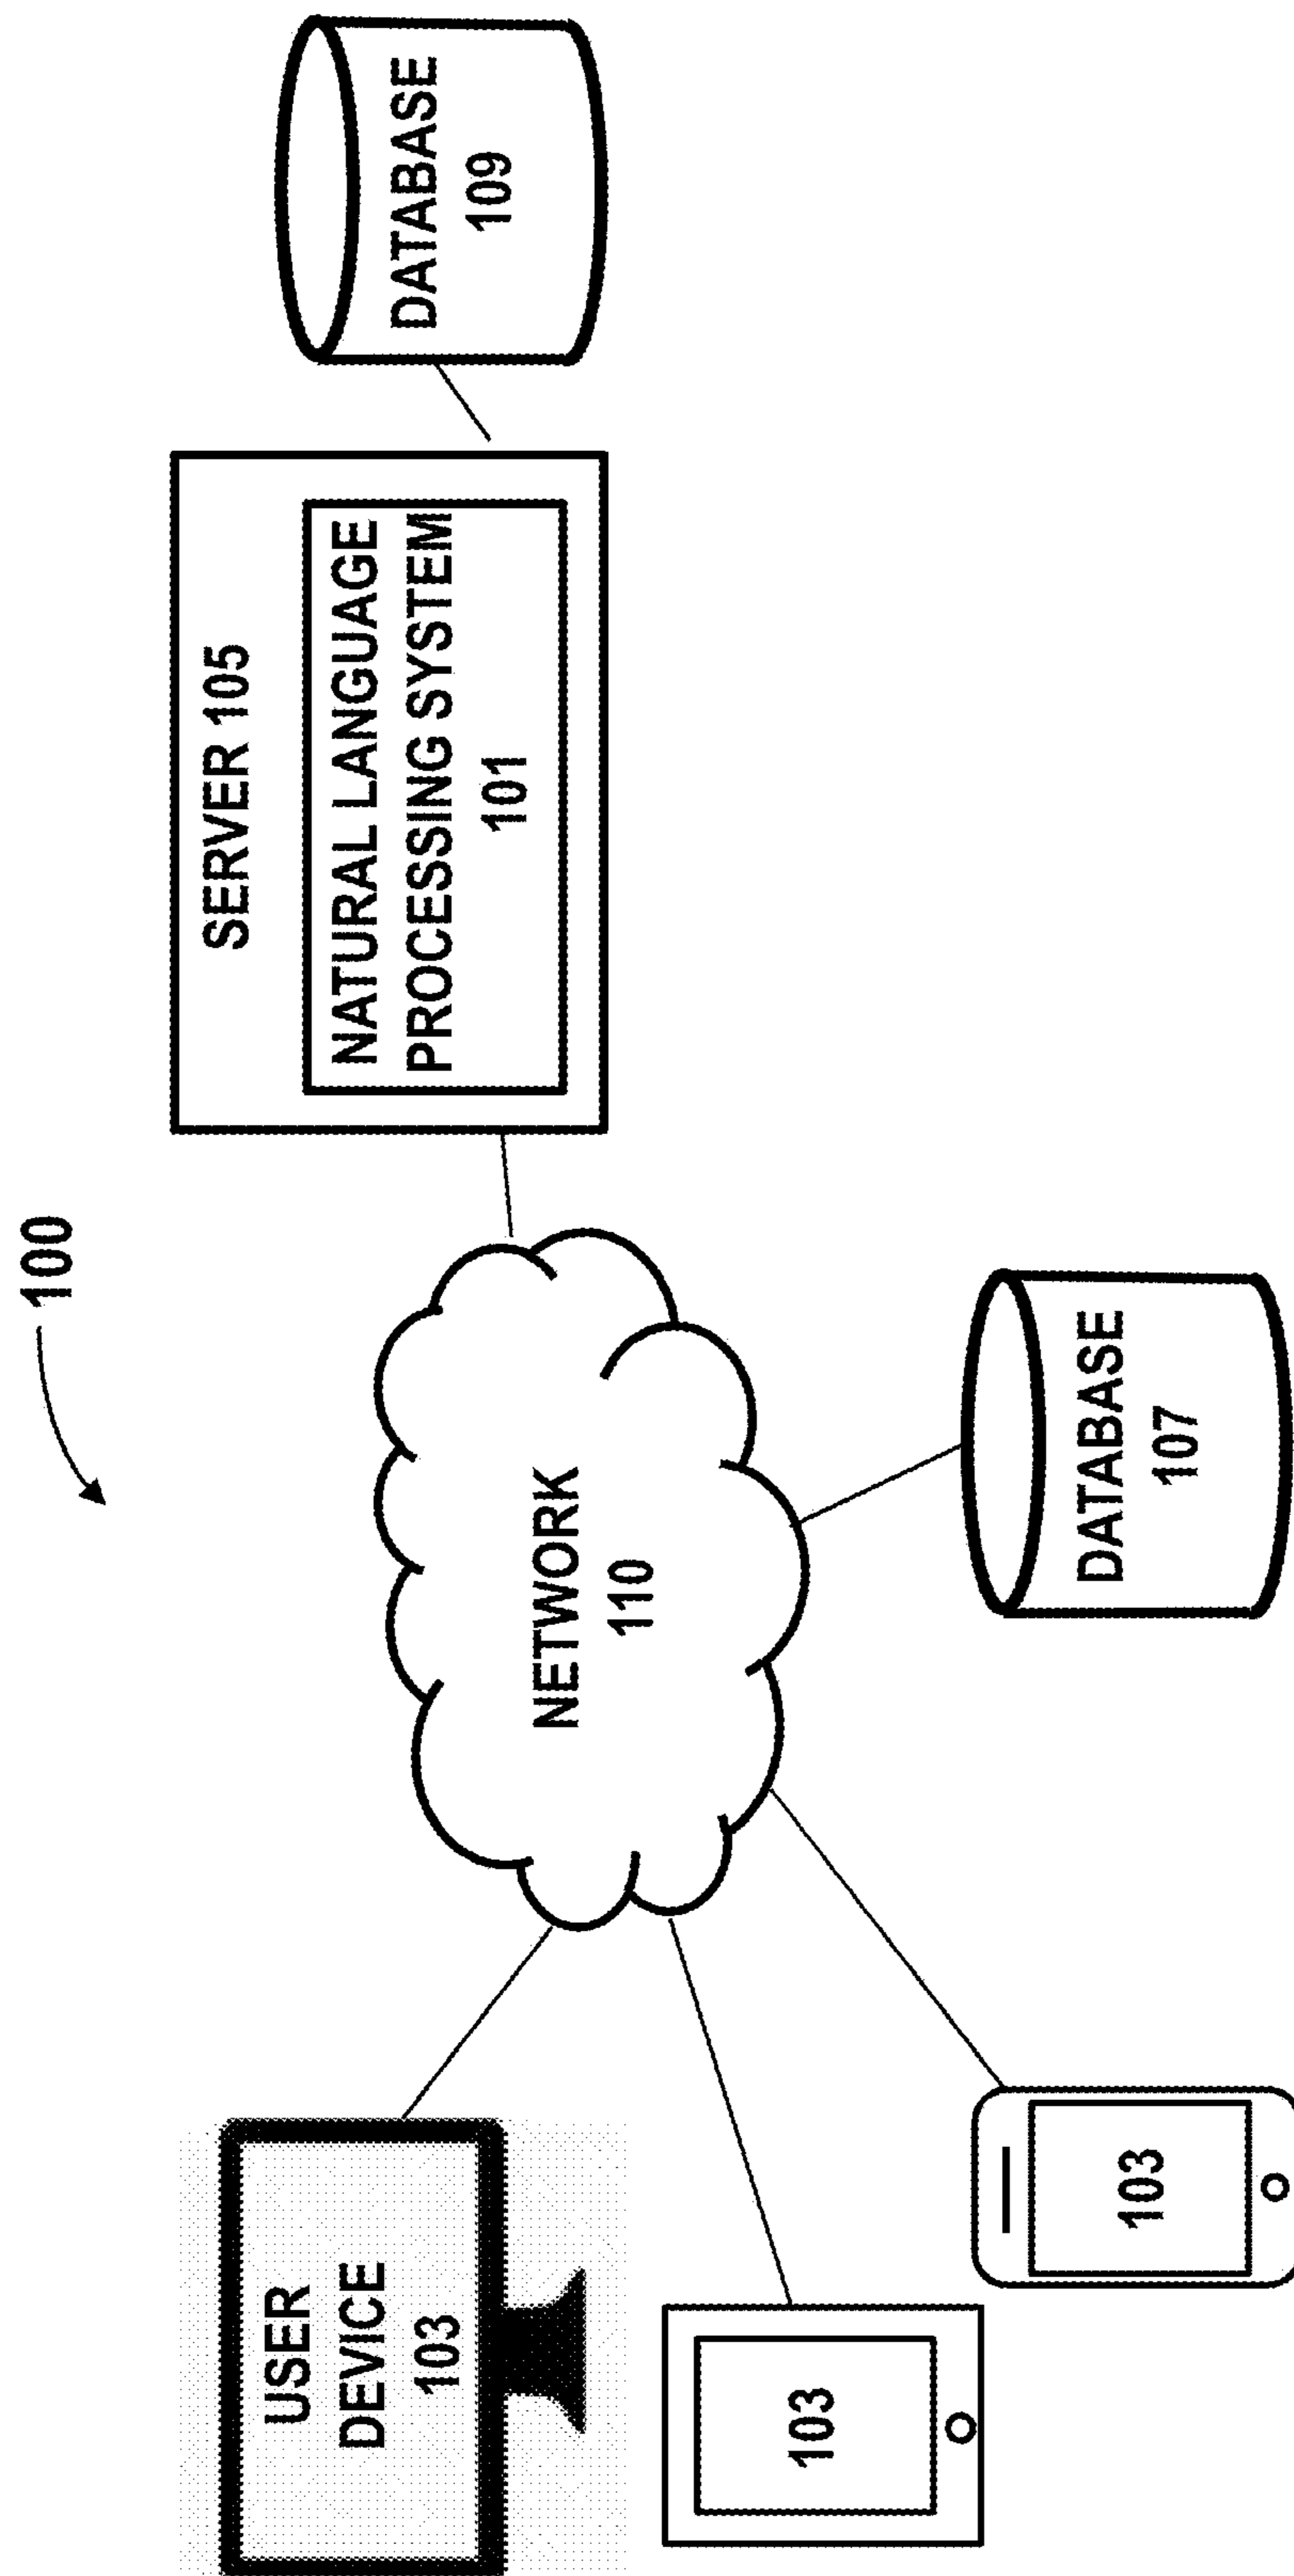 100
USER
DEVICE
103
103
103
NETWORK
110
DATABASE
107
SERVER 105
NATURAL LANGUAGE
PROCESSING SYSTEM
101
DATABASE
109